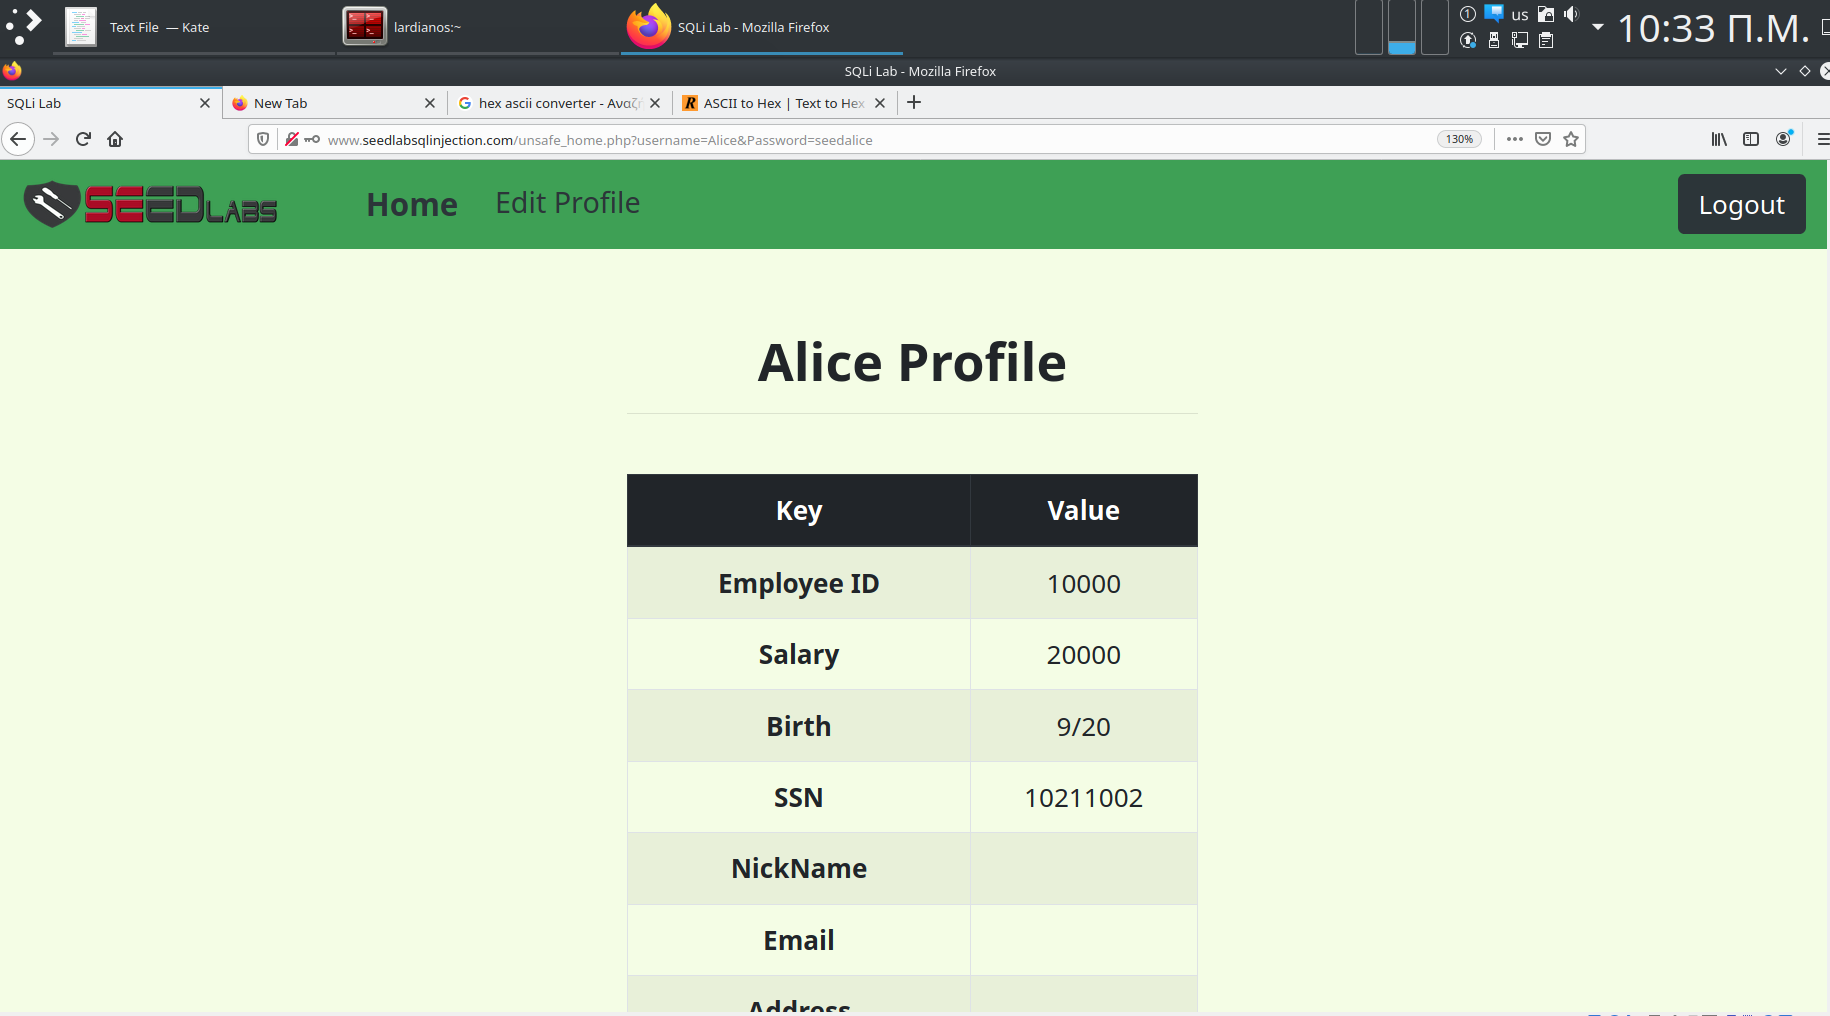 Text File — Kate
lardianos:~
SQLi Lab - Mozilla Firefox
1
us
10:33 Π.Μ.
SQLi Lab - Mozilla Firefox
SQLi Lab
New Tab
hex ascii converter - Αναζ
ASCII to Hex | Text to Hex
www.seedlabsqlinjection.com/unsafe_home.php?username=Alice&Password=seedalice
130%
SEEDLABS
Home
Edit Profile
Logout
Alice Profile
Key Value
Employee ID 10000
Salary 20000
Birth 9/20
SSN 10211002
NickName
Email
Address